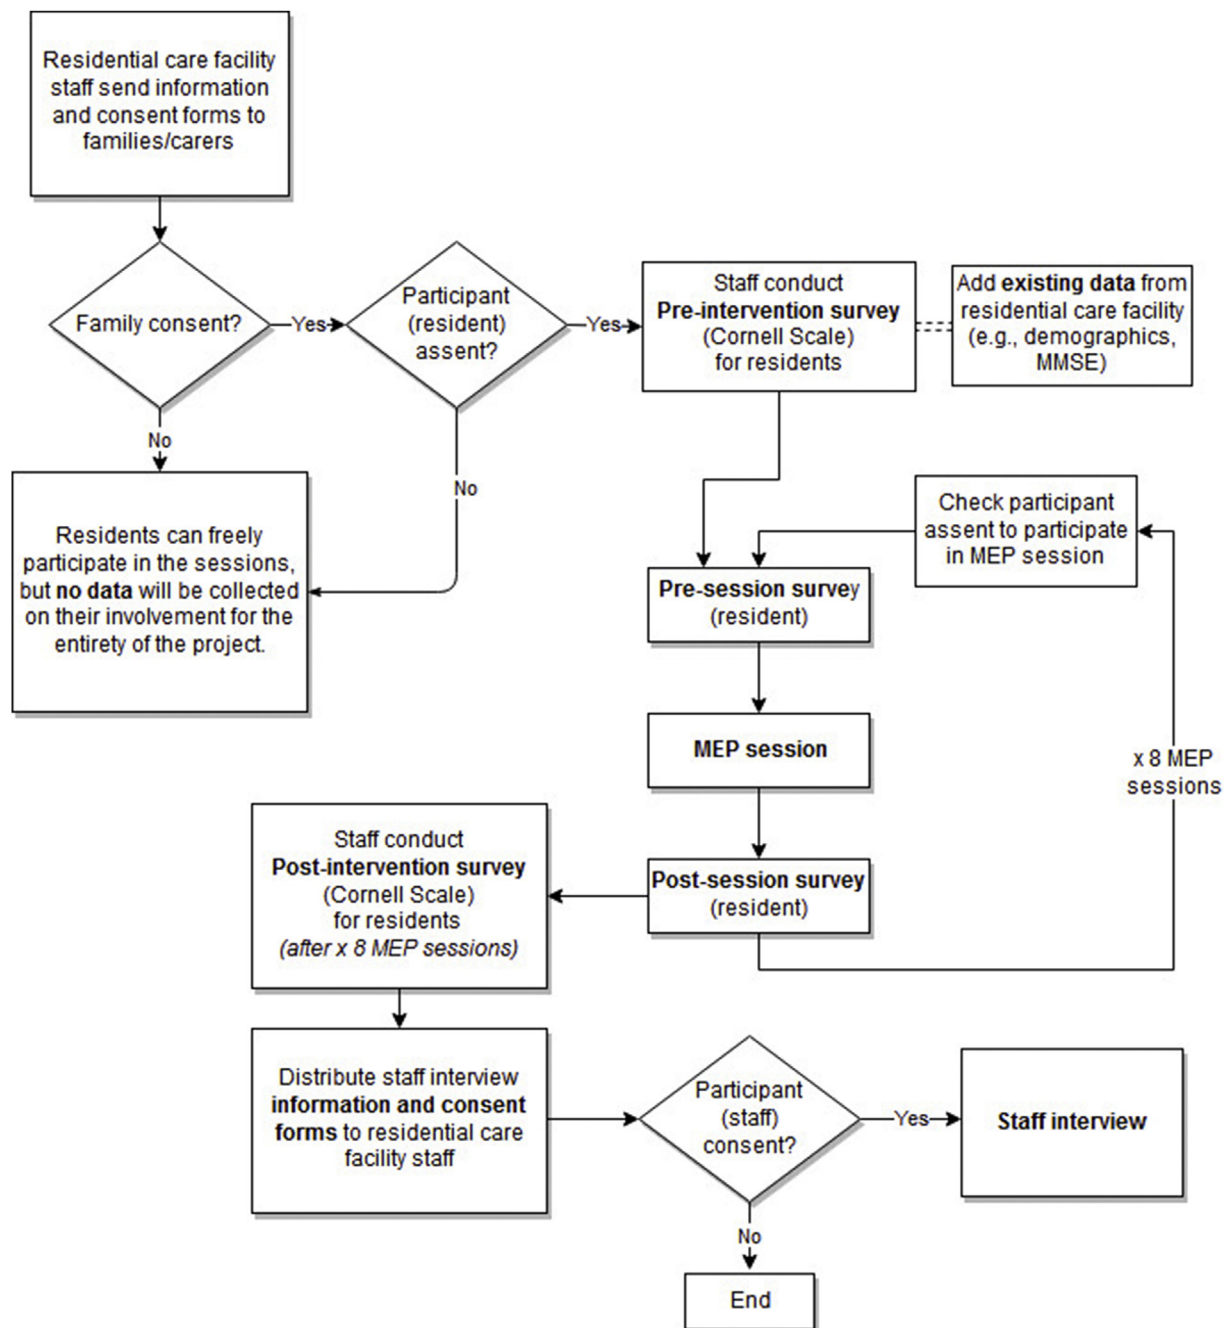 Residential care facility
staff send information
and consent forms to
families/carers
Family consent?
Yes
Participant
(resident)
assent?
Yes
Staff conduct
Pre-intervention survey
(Cornell Scale)
for residents
Add existing data from
residential care facility
(e.g., demographics,
MMSE)
No
No
Residents can freely
participate in the sessions,
but no data will be collected
on their involvement for the
entirety of the project.
Check participant
assent to participate
in MEP session
Pre-session survey
(resident)
MEP session
x 8 MEP
sessions
Post-session survey
(resident)
Staff conduct
Post-intervention survey
(Cornell Scale)
for residents
(after x 8 MEP sessions)
Distribute staff interview
information and consent
forms to residential care
facility staff
Participant
(staff)
consent?
Yes
Staff interview
No
End